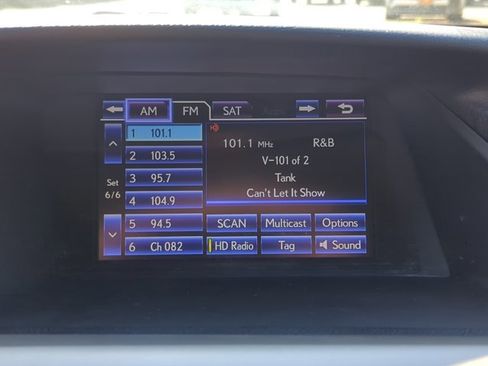 AM FM SAT
1 101.1
2 103.5
3 95.7
4 104.9
5 94.5
6 Ch 082
Set
6/6
HD
101.1 MHz R&B
V-101 of 2
Tank
Can't Let It Show
SCAN Multicast Options
HD Radio Tag Sound